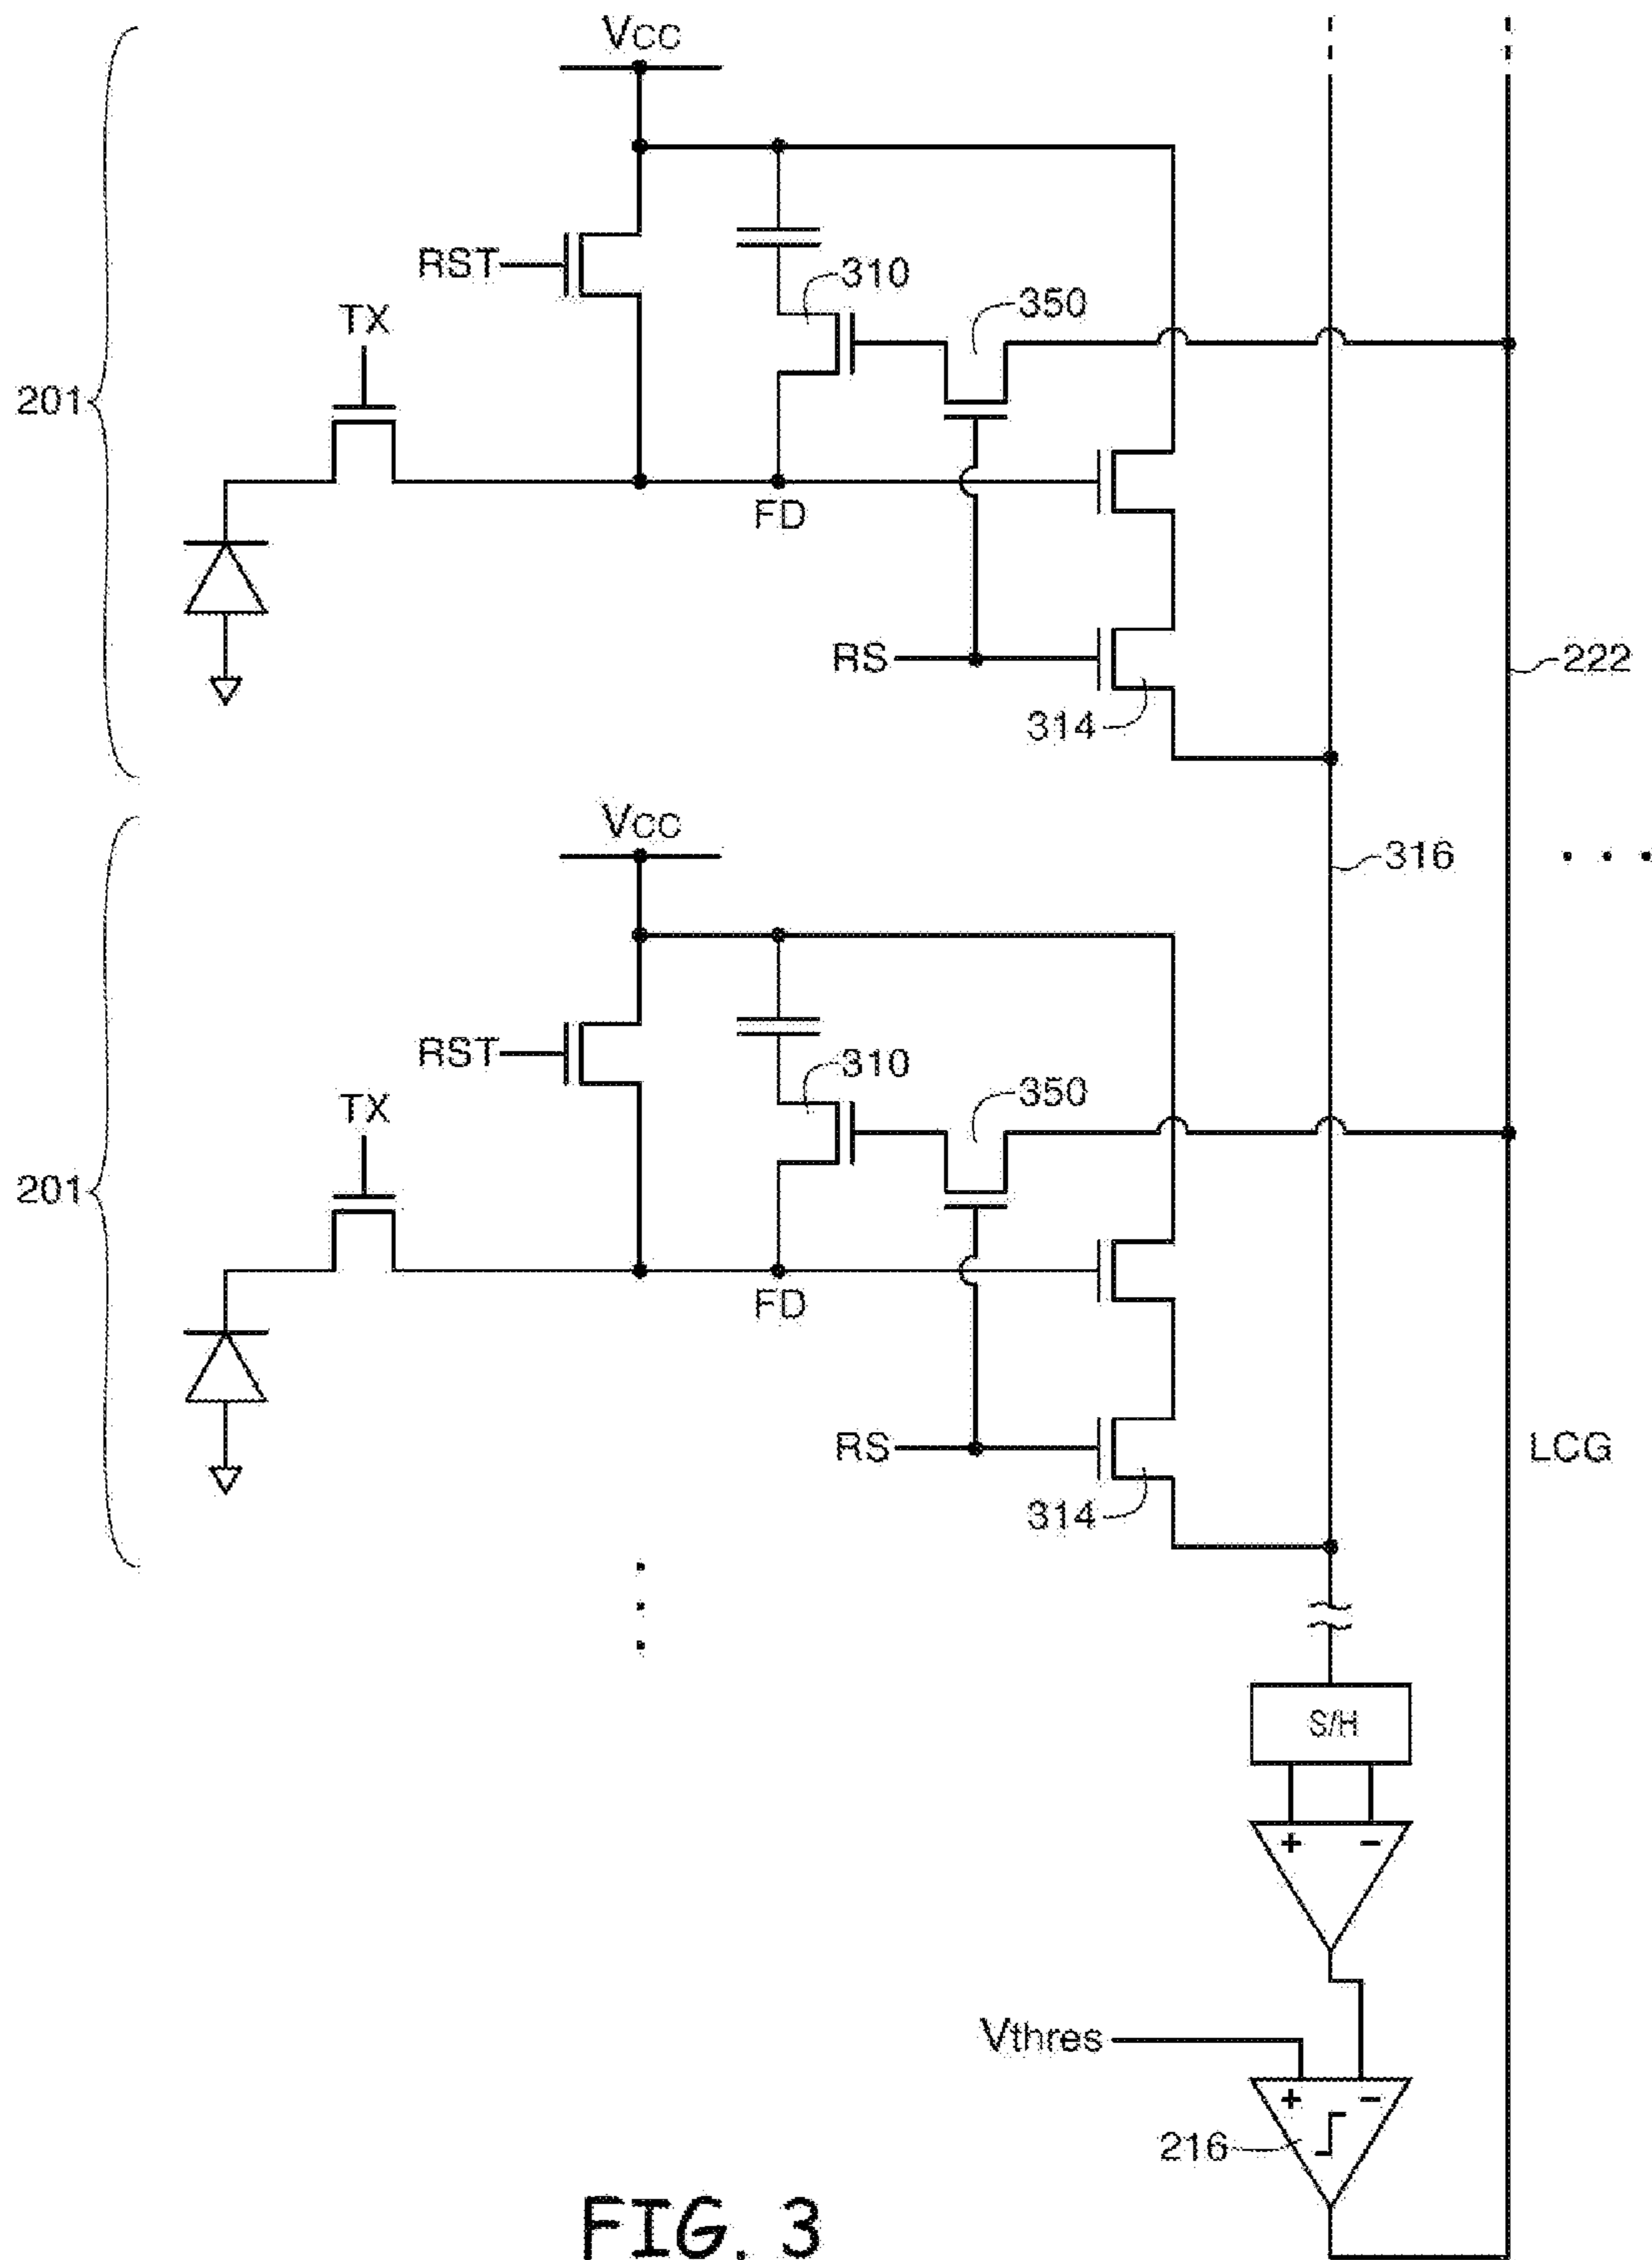 Vcc
RST
310
350
TX
201
FD
RS
222
314
Vcc
316
. . .
RST
310
350
TX
201
FD
RS
LCG
314
S/H
+ −
Vthres
+ −
216
FIG. 3